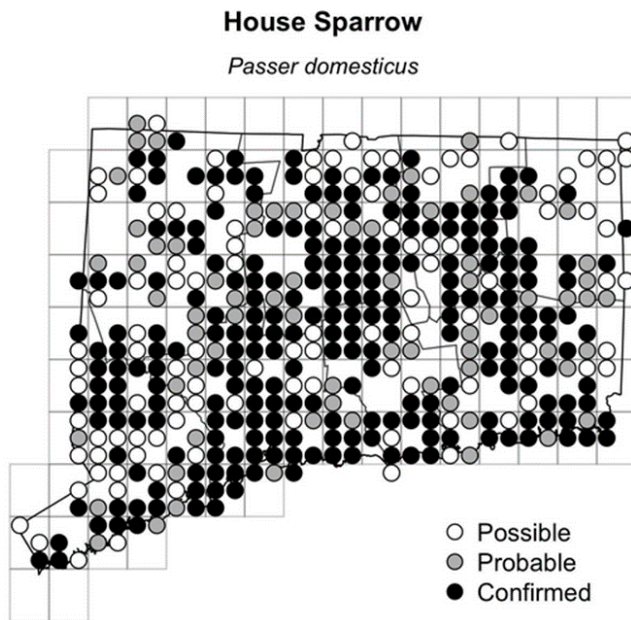 House Sparrow
Passer domesticus
Possible
Probable
Confirmed